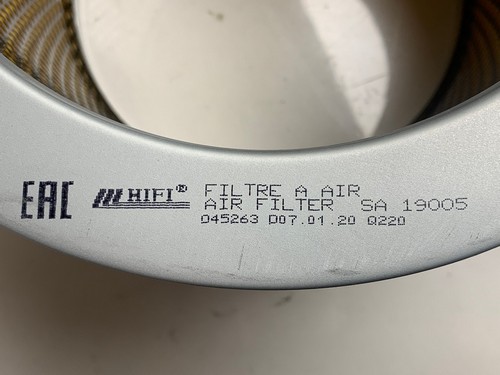 EAC HIFI® FILTRE A AIR
AIR FILTER SA 19005
045263 D07.01.20 Q220